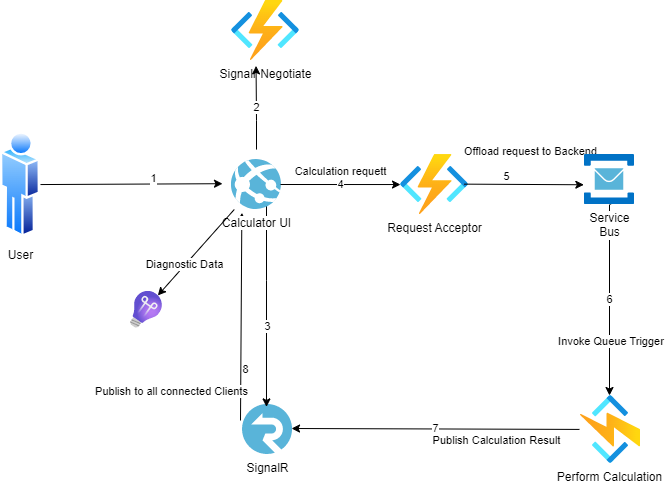 Signalr Negotiate
2
Offload request to Backend
Calculation requett
1
4
5
Calculator UI
Request Acceptor
Service
Bus
User
Diagnostic Data
6
3
Invoke Queue Trigger
8
Publish to all connected Clients
7
Publish Calculation Result
SignalR
Perform Calculation